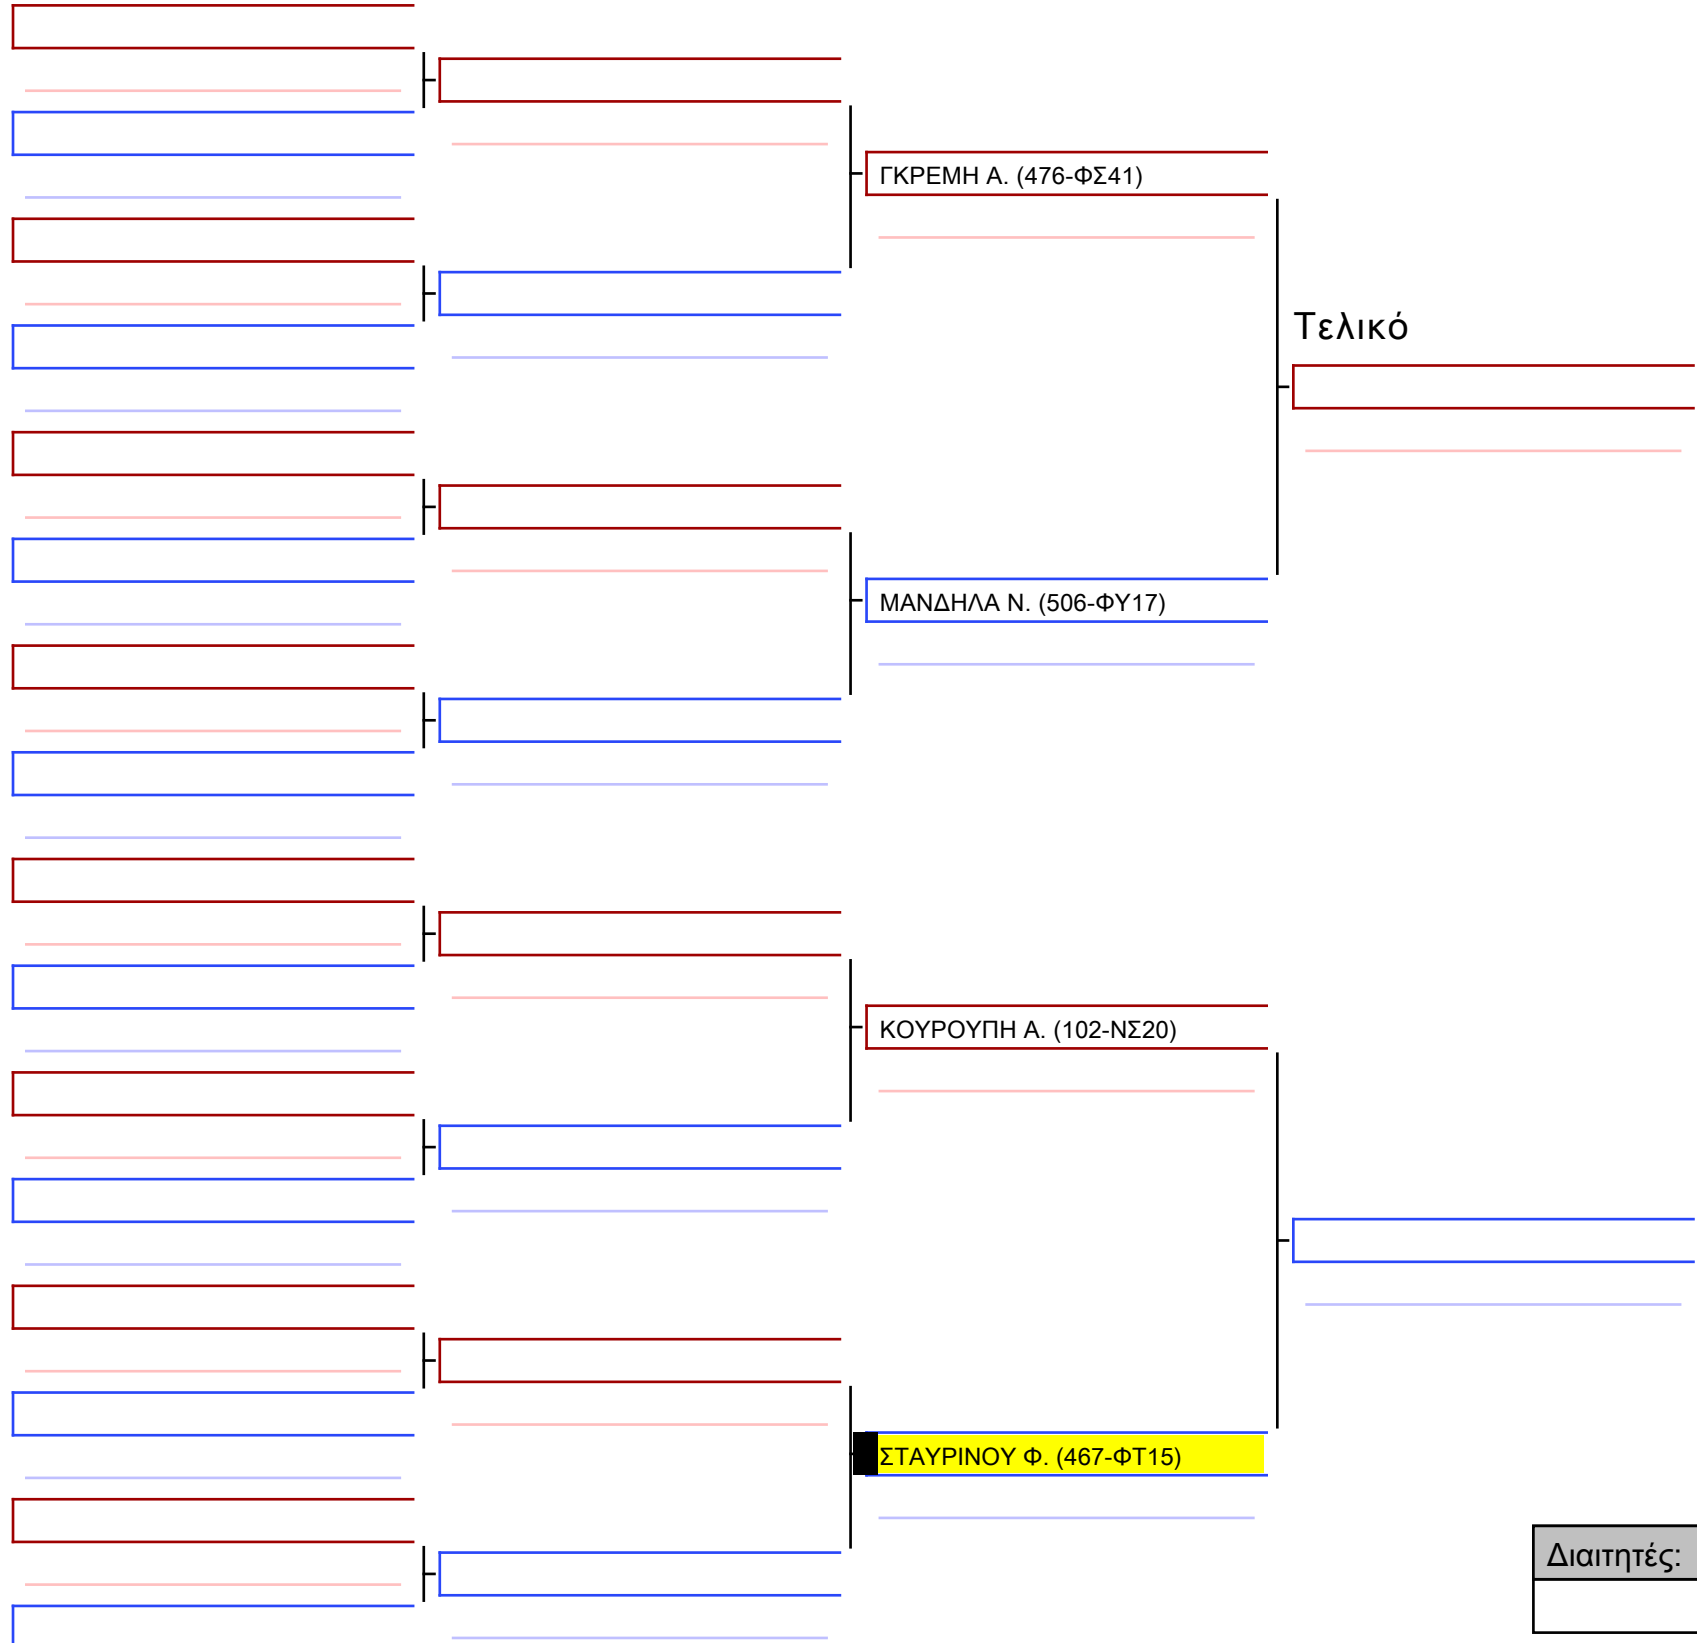 ΓΚΡΕΜΗ Α. (476-ΦΣ41)
Τελικό
ΜΑΝΔΗΛΑ Ν. (506-ΦΥ17)
ΚΟΥΡΟΥΠΗ Α. (102-ΝΣ20)
ΣΤΑΥΡΙΝΟΥ Φ. (467-ΦΤ15)
Διαιτητές: